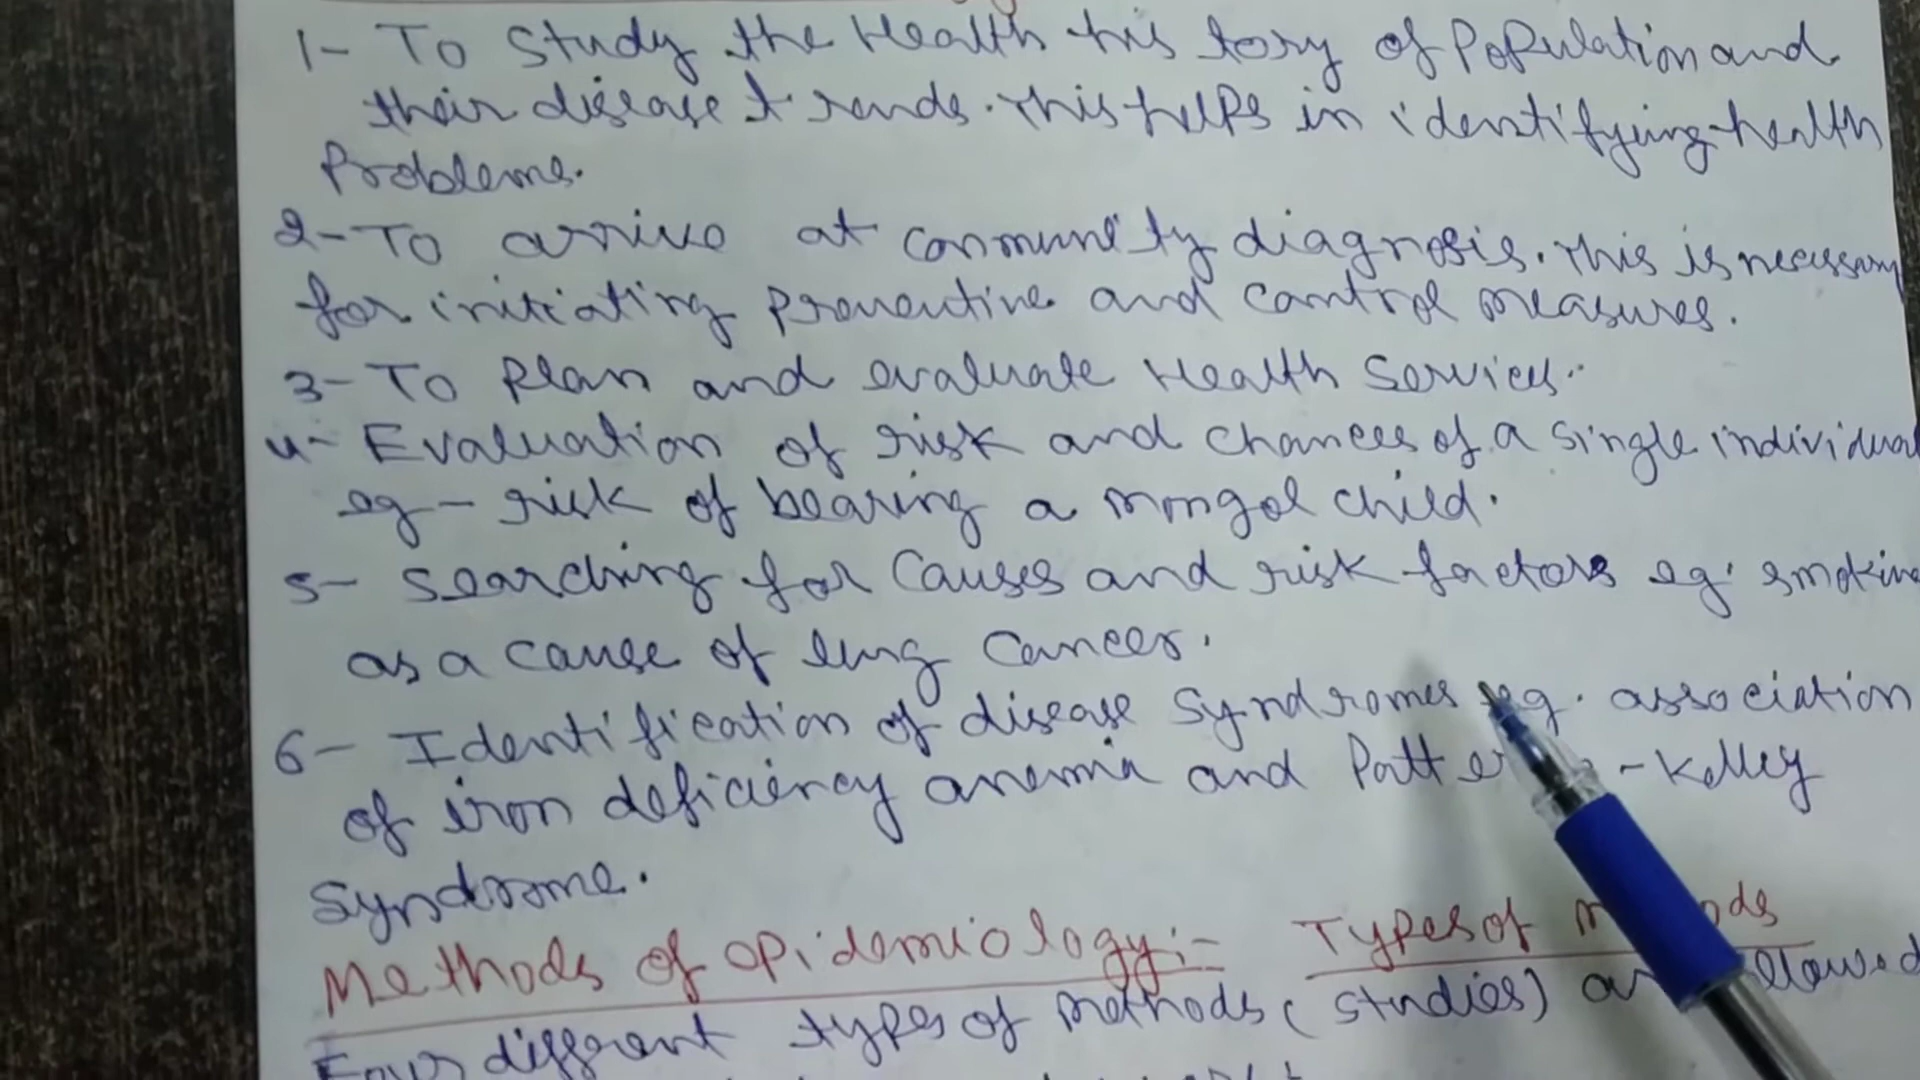 1- To Study the Health his tory of Population and
their disease trends. This helps in identifying health
Problems.
2- To arrive at community diagnosis. This is necessary
for initiating preventive and control measures.
3- To Plan and evaluate Health Services.
4- Evaluation of risk and chances of a single individual
eg - risk of bearing a mongol child.
5- Searching for Causes and risk factors eg. smoking
as a cause of lung Cancer.
6- Identification of disease Syndromes eg. association
of iron deficiency anemia and - Kelley
Syndrome.
Methods of epidemiology:- Types of
Four different types of methods (studies)